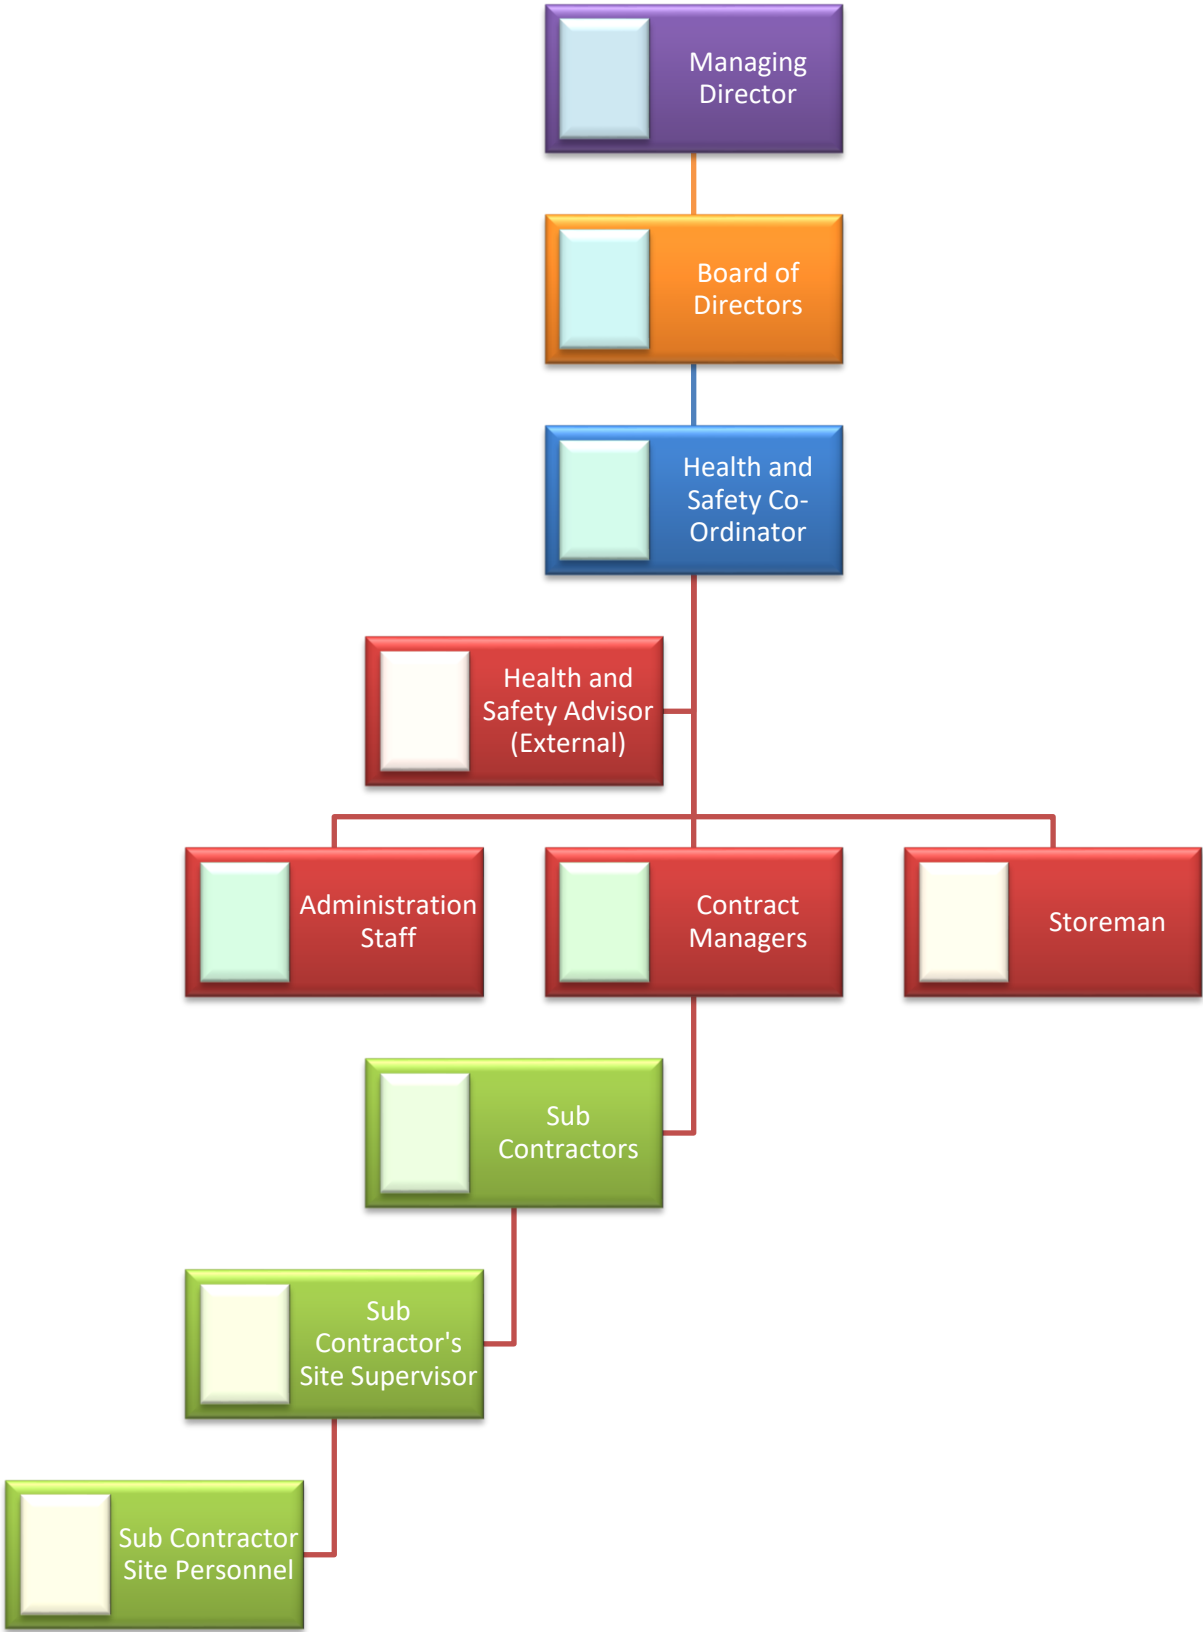 Managing
Director
Board of
Directors
Health and
Safety Co-
Ordinator
Health and
Safety Advisor
(External)
Administration
Staff
Contract
Managers
Storeman
Sub
Contractors
Sub
Contractor's
Site Supervisor
Sub Contractor
Site Personnel